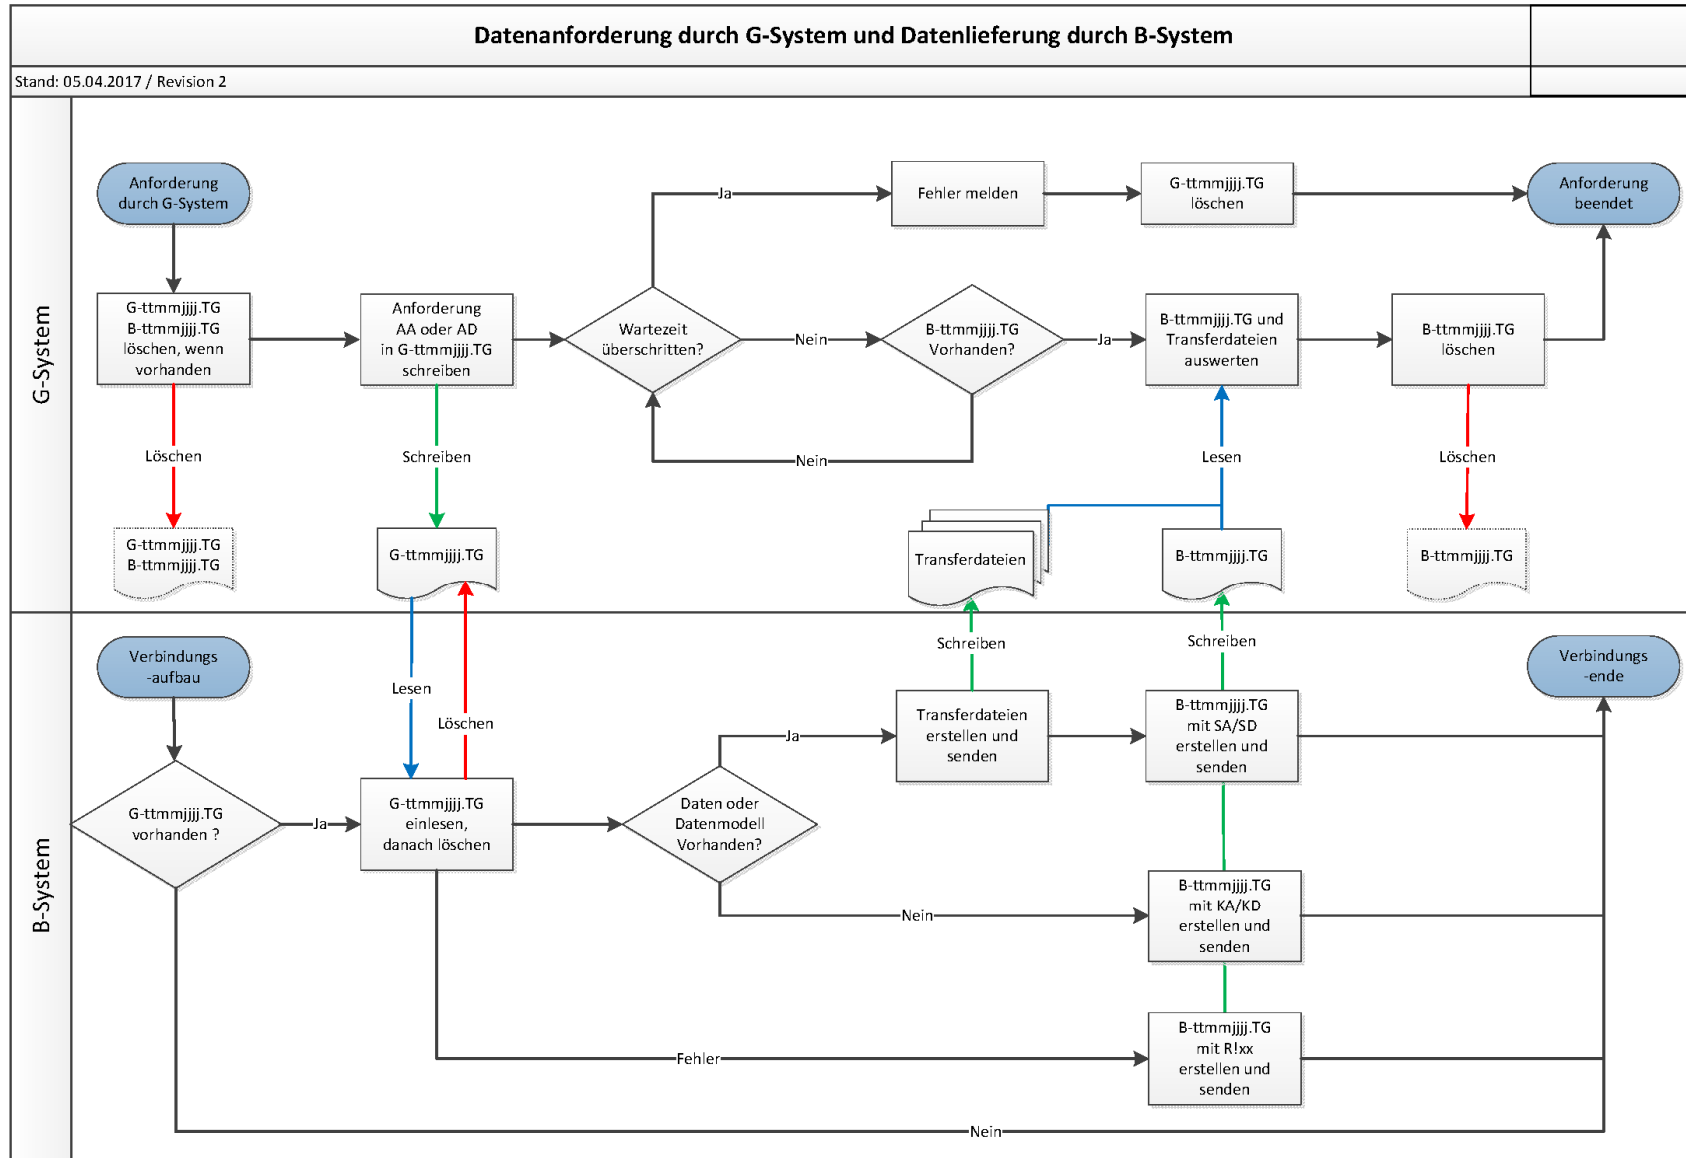 Datenanforderung durch G-System und Datenlieferung durch B-System
Stand: 05.04.2017 / Revision 2
G-System
Anforderung
durch G-System
Ja
Fehler melden
G-ttmmjjjj.TG
löschen
Anforderung
beendet
G-ttmmjjjj.TG
B-ttmmjjjj.TG
löschen, wenn
vorhanden
Anforderung
AA oder AD
in G-ttmmjjjj.TG
schreiben
Wartezeit
überschritten?
Nein
B-ttmmjjjj.TG
Vorhanden?
Ja
B-ttmmjjjj.TG und
Transferdateien
auswerten
B-ttmmjjjj.TG
löschen
Löschen
Schreiben
Nein
Lesen
Löschen
G-ttmmjjjj.TG
B-ttmmjjjj.TG
G-ttmmjjjj.TG
Transferdateien
B-ttmmjjjj.TG
B-ttmmjjjj.TG
B-System
Verbindungs
-aufbau
Lesen
Löschen
Schreiben
Schreiben
Verbindungs
-ende
G-ttmmjjjj.TG
vorhanden ?
Ja
G-ttmmjjjj.TG
einlesen,
danach löschen
Daten oder
Datenmodell
Vorhanden?
Ja
Transferdateien
erstellen und
senden
B-ttmmjjjj.TG
mit SA/SD
erstellen und
senden
Nein
B-ttmmjjjj.TG
mit KA/KD
erstellen und
senden
Fehler
B-ttmmjjjj.TG
mit R!xx
erstellen und
senden
Nein